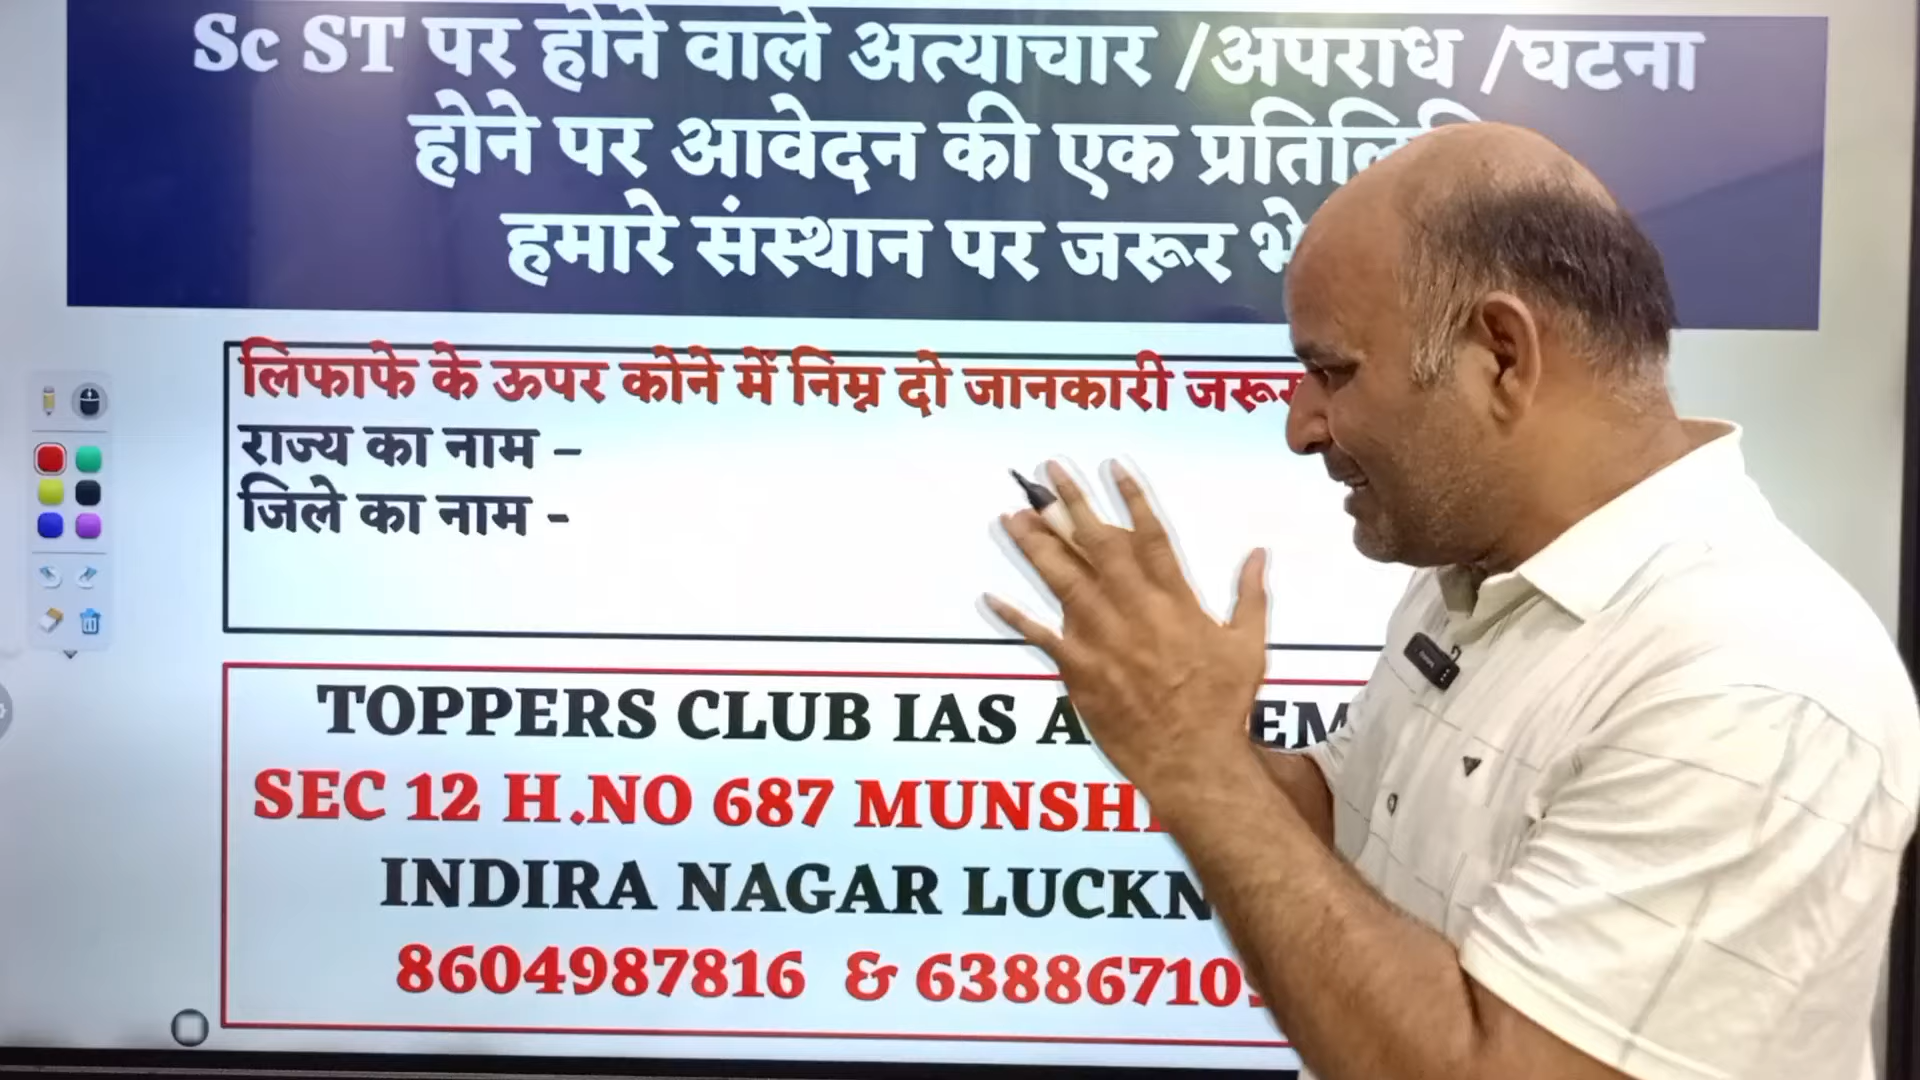 Sc ST पर होने वाले अत्याचार /अपराध /घटना
होने पर आवेदन की एक
हमारे संस्थान पर जरूर
लिफाफे के ऊपर कोने में निम्न दो जानकारी जरूर
राज्य का नाम –
जिले का नाम -
TOPPERS CLUB IAS
SEC 12 H.NO 687
INDIRA NAGAR
8604987816 &